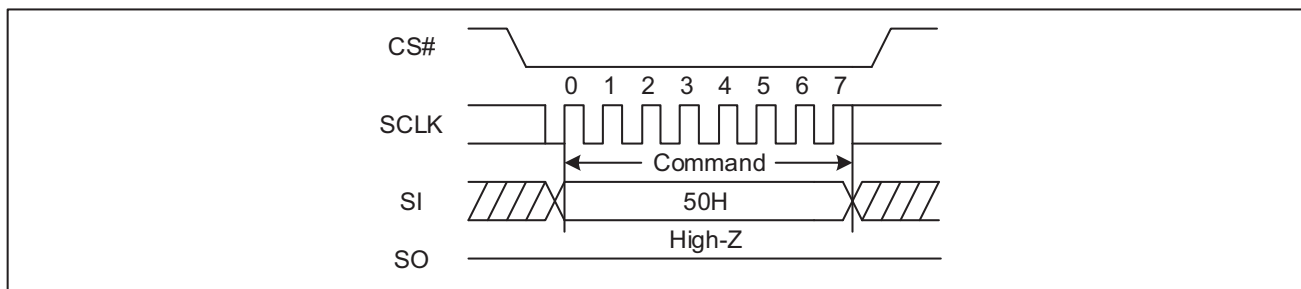 CS#
0 1 2 3 4 5 6 7
SCLK
Command
SI
50H
High-Z
SO